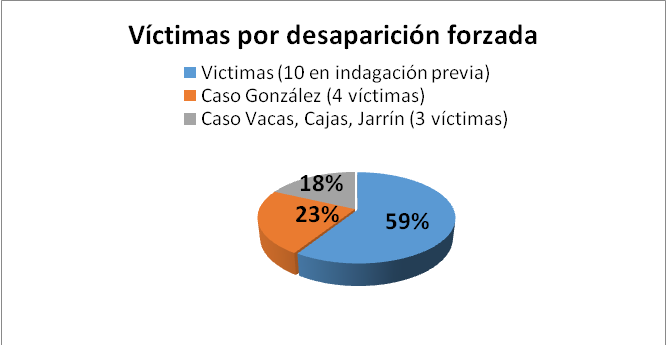 Víctimas por desaparición forzada
Victimas (10 en indagación previa)
Caso González (4 víctimas)
Caso Vacas, Cajas, Jarrín (3 víctimas)
18%
23%
59%